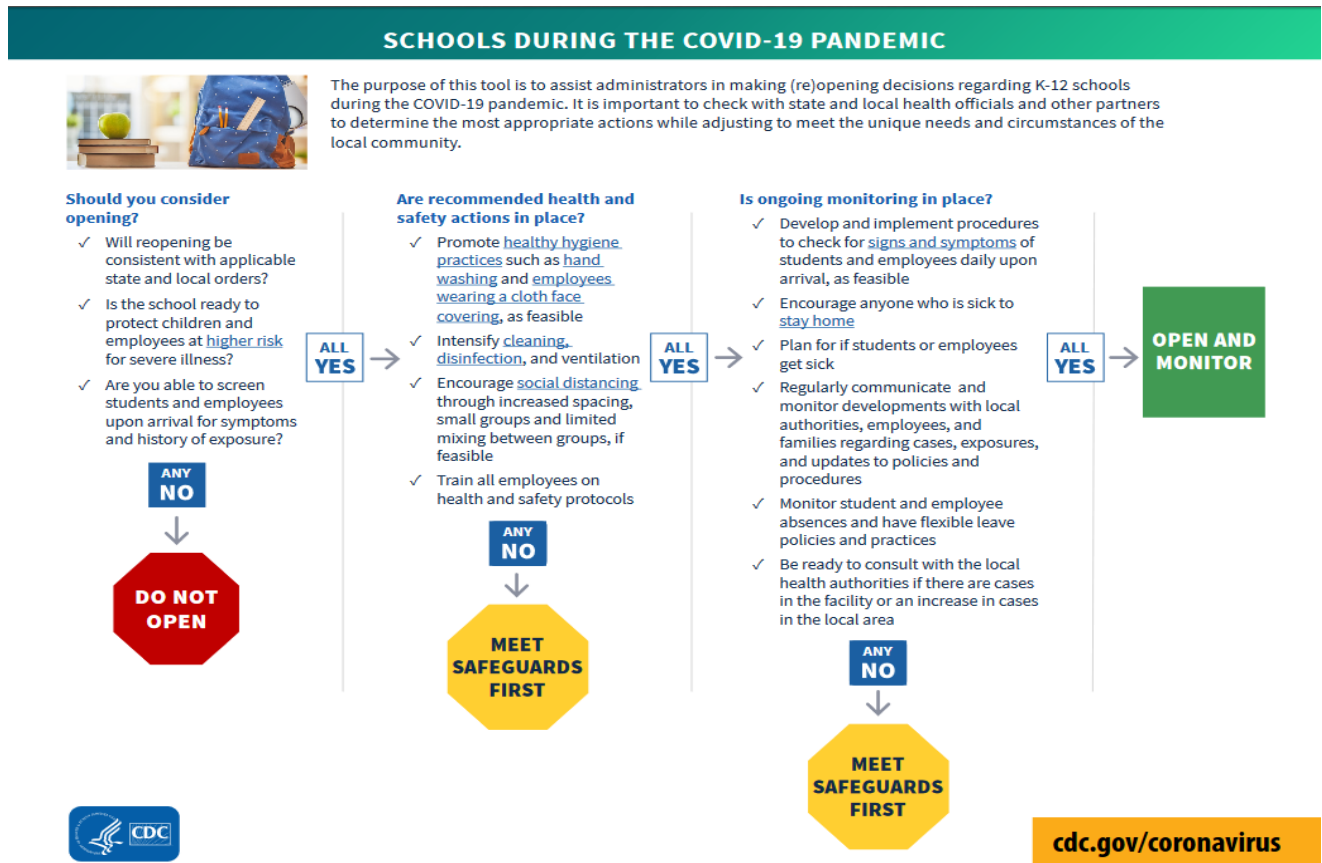 SCHOOLS DURING THE COVID-19 PANDEMIC
The purpose of this tool is to assist administrators in making (re)opening decisions regarding K-12 schools
during the COVID-19 pandemic. It is important to check with state and local health officials and other partners
to determine the most appropriate actions while adjusting to meet the unique needs and circumstances of the
local community.
Should you consider
opening?
✓ Will reopening be
consistent with applicable
state and local orders?
✓ Is the school ready to
protect children and
employees at higher risk
for severe illness?
✓ Are you able to screen
students and employees
upon arrival for symptoms
and history of exposure?
ANY
NO
DO NOT
OPEN
ALL
YES
Are recommended health and
safety actions in place?
✓ Promote healthy hygiene
practices such as hand
washing and employees
wearing a cloth face
covering, as feasible
✓ Intensify cleaning,
disinfection, and ventilation
✓ Encourage social distancing
through increased spacing,
small groups and limited
mixing between groups, if
feasible
✓ Train all employees on
health and safety protocols
ANY
NO
MEET
SAFEGUARDS
FIRST
ALL
YES
Is ongoing monitoring in place?
✓ Develop and implement procedures
to check for signs and symptoms of
students and employees daily upon
arrival, as feasible
✓ Encourage anyone who is sick to
stay home
✓ Plan for if students or employees
get sick
✓ Regularly communicate and
monitor developments with local
authorities, employees, and
families regarding cases, exposures,
and updates to policies and
procedures
✓ Monitor student and employee
absences and have flexible leave
policies and practices
✓ Be ready to consult with the local
health authorities if there are cases
in the facility or an increase in cases
in the local area
ANY
NO
MEET
SAFEGUARDS
FIRST
ALL
YES
OPEN AND
MONITOR
CDC
cdc.gov/coronavirus